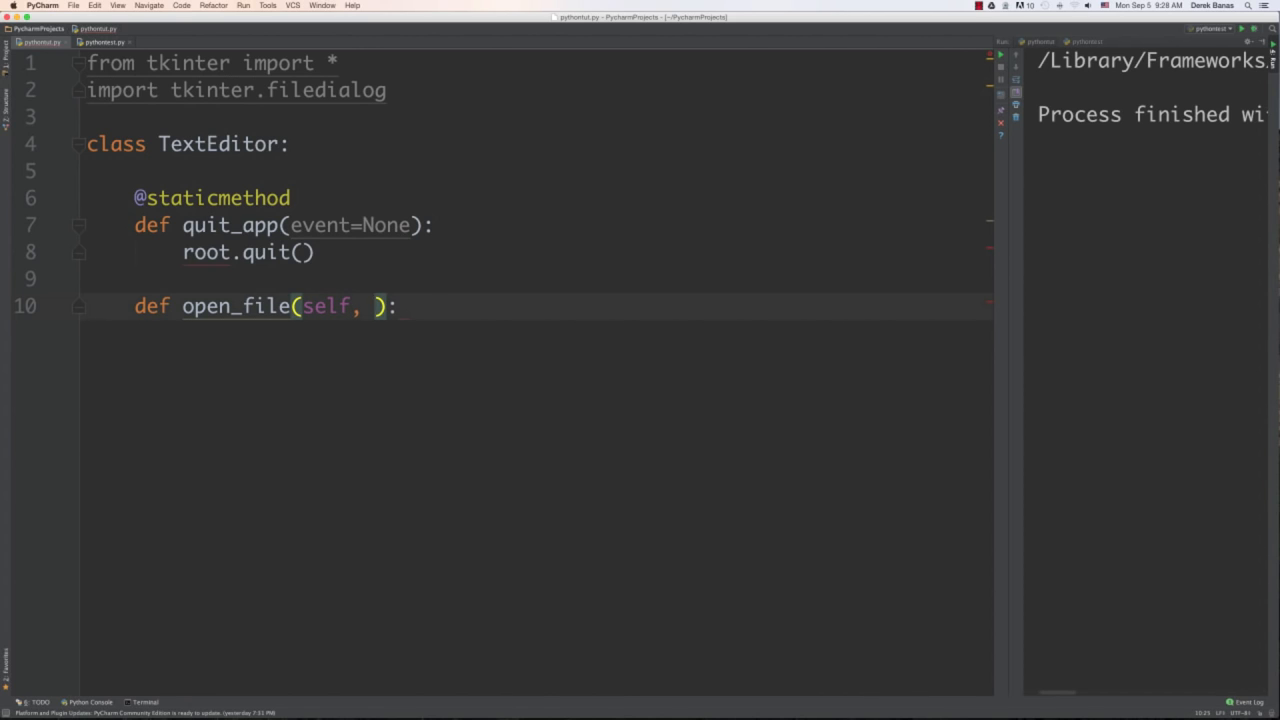 PyCharm File Edit View Navigate Code Refactor Run Tools VCS Window Help 10 Mon Sep 5 9:28 AM Derek Banas
pythontut.py - PycharmProjects - [~/PycharmProjects]
PycharmProjects pythontut.py pythontut
pythontut.py pythontest.py Run: pythontut pythontest
1: Project
7: Structure
2: Favorites
Run
1 from tkinter import *
2 import tkinter.filedialog
3
4 class TextEditor:
5
6 @staticmethod
7 def quit_app(event=None):
8 root.quit()
9
10 def open_file(self, ):
/Library/Frameworks
Process finished wi
6: TODO Python Console Terminal Event Log
Platform and Plugin Updates: PyCharm Community Edition is ready to update. (yesterday 7:31 PM) 10:25 LF÷ UTF-8÷